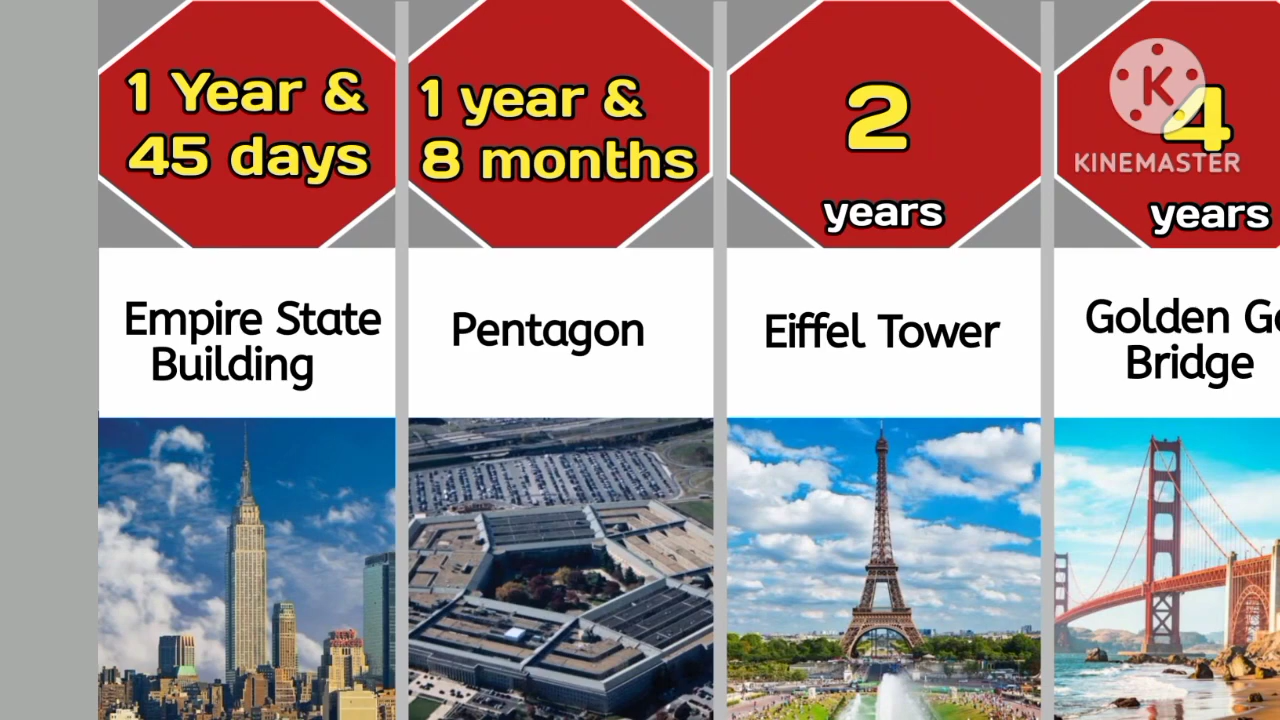 1 Year &
45 days
1 year &
8 months
2
years
4
years
K
KINEMASTER
Empire State
Building
Pentagon
Eiffel Tower
Golden
Bridge